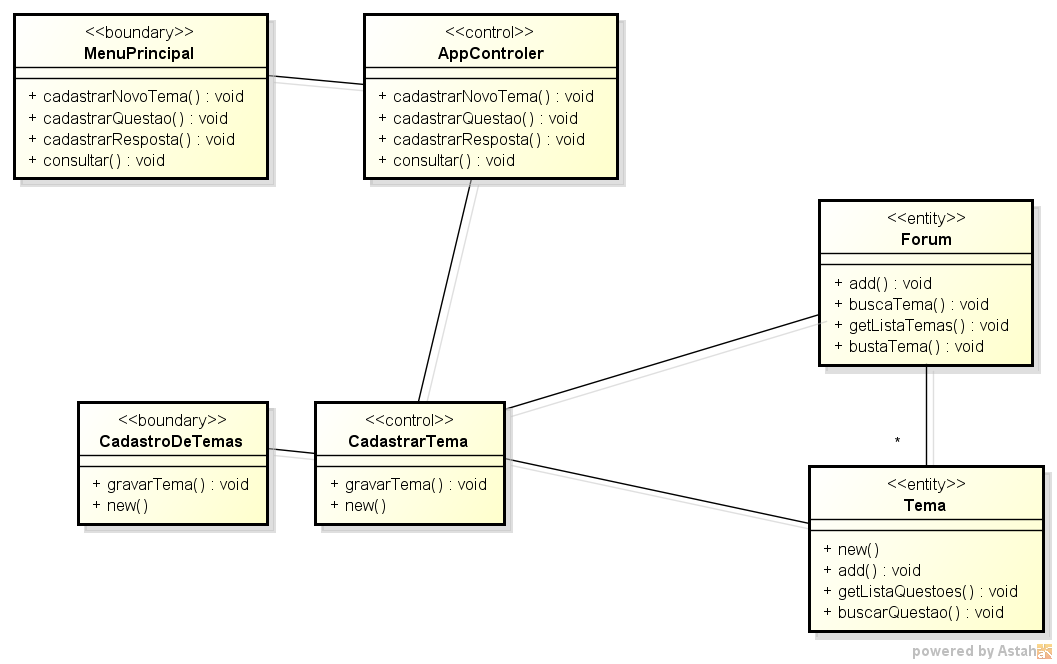 <<boundary>>
MenuPrincipal
+ cadastrarNovoTema() : void
+ cadastrarQuestao() : void
+ cadastrarResposta() : void
+ consultar() : void
<<control>>
AppControler
+ cadastrarNovoTema() : void
+ cadastrarQuestao() : void
+ cadastrarResposta() : void
+ consultar() : void
<<entity>>
Forum
+ add() : void
+ buscaTema() : void
+ getListaTemas() : void
+ bustaTema() : void
<<boundary>>
CadastroDeTemas
+ gravarTema() : void
+ new()
<<control>>
CadastrarTema
+ gravarTema() : void
+ new()
*
<<entity>>
Tema
+ new()
+ add() : void
+ getListaQuestoes() : void
+ buscarQuestao() : void
powered by Astah